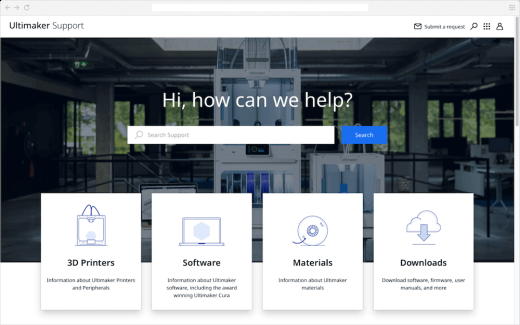 Ultimaker Support
Submit a request
Hi, how can we help?
Search Support
Search
3D Printers
Information about Ultimaker Printers
and Peripherals
Software
Information about Ultimaker
software, including the award
winning Ultimaker Cura
Materials
Information about Ultimaker
materials
Downloads
Download software, firmware, user
manuals, and more